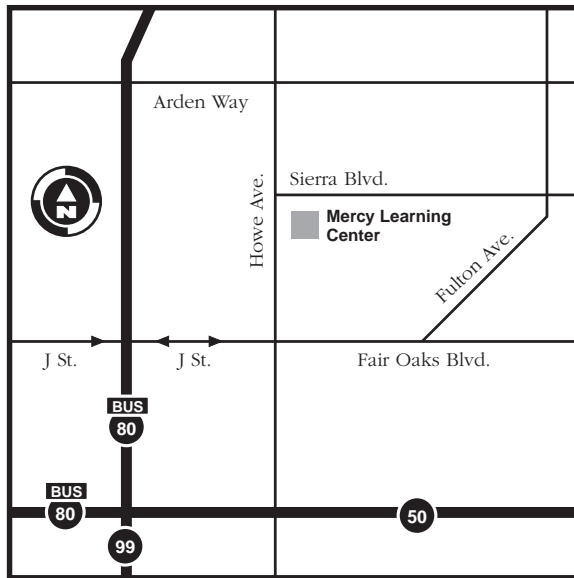 Arden Way
Sierra Blvd.
Howe Ave.
N
Mercy Learning
Center
Fulton Ave.
J St.
J St.
Fair Oaks Blvd.
BUS
80
BUS
80
50
99